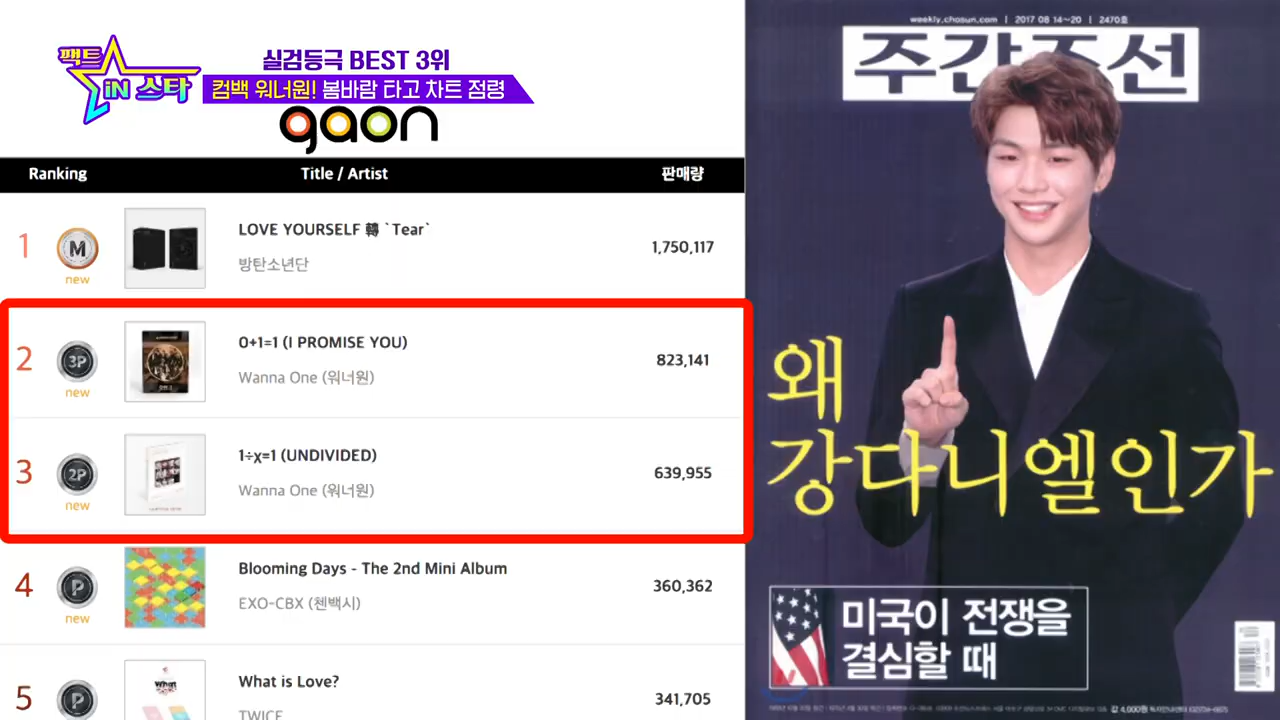 팩트 iN 스타
실검등극 BEST 3위
컴백 워너원! 봄바람 타고 차트 점령
gaon
Ranking Title / Artist 판매량
1 M new LOVE YOURSELF 轉 `Tear` 1,750,117
방탄소년단
2 3P new 0+1=1 (I PROMISE YOU) 823,141
Wanna One (워너원)
3 2P new 1÷χ=1 (UNDIVIDED) 639,955
Wanna One (워너원)
4 P new Blooming Days - The 2nd Mini Album 360,362
EXO-CBX (첸백시)
5 P What is Love? 341,705
TWICE
weekly.chosun.com | 2017 08 14~20 | 2470호
주간조선
왜
강다니엘인가
미국이 전쟁을
결심할 때
값 4,000원